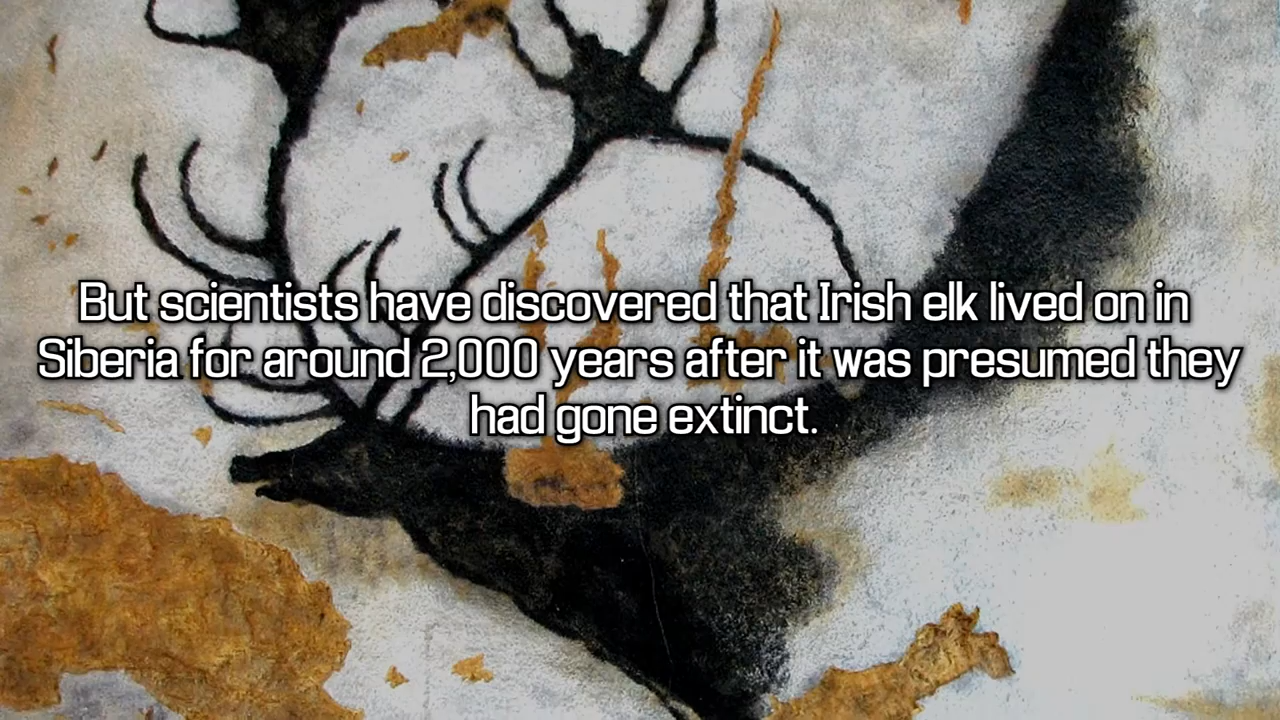 But scientists have discovered that Irish elk lived on in
Siberia for around 2,000 years after it was presumed they
had gone extinct.